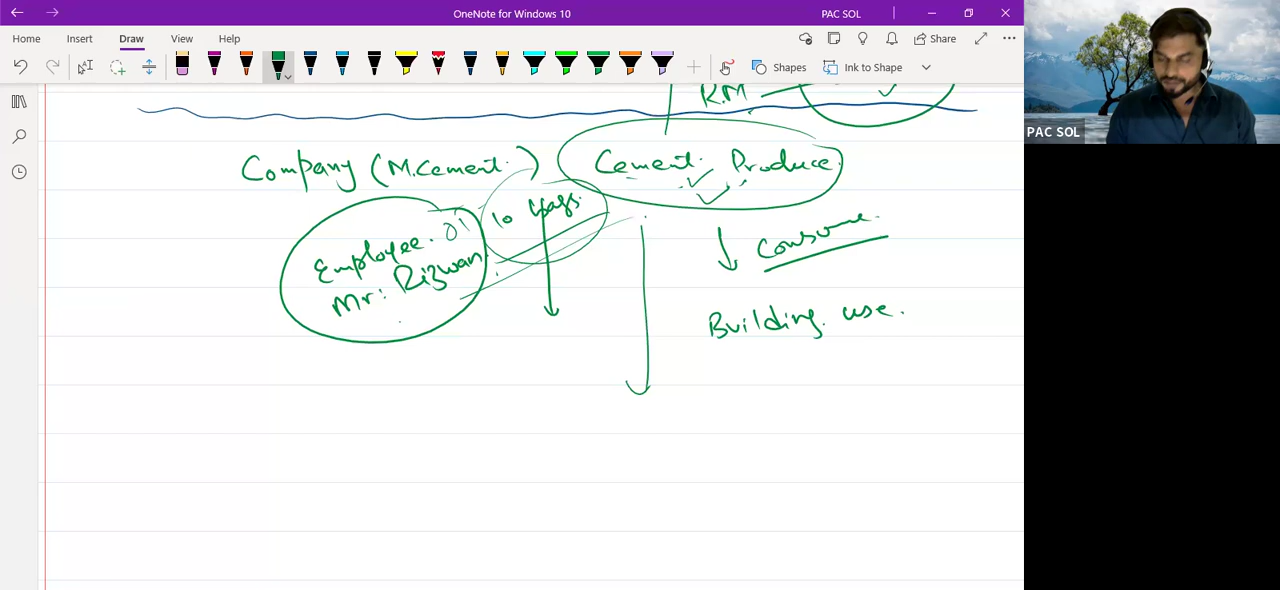 OneNote for Windows 10
PAC SOL
Home Insert Draw View Help
Share
Shapes
Ink to Shape
R.M
PAC SOL
Company (M.Cement.) Cement. Produce.
10 years.
Employee. 01
Mr: Rizwan.
Consume.
Building. use.